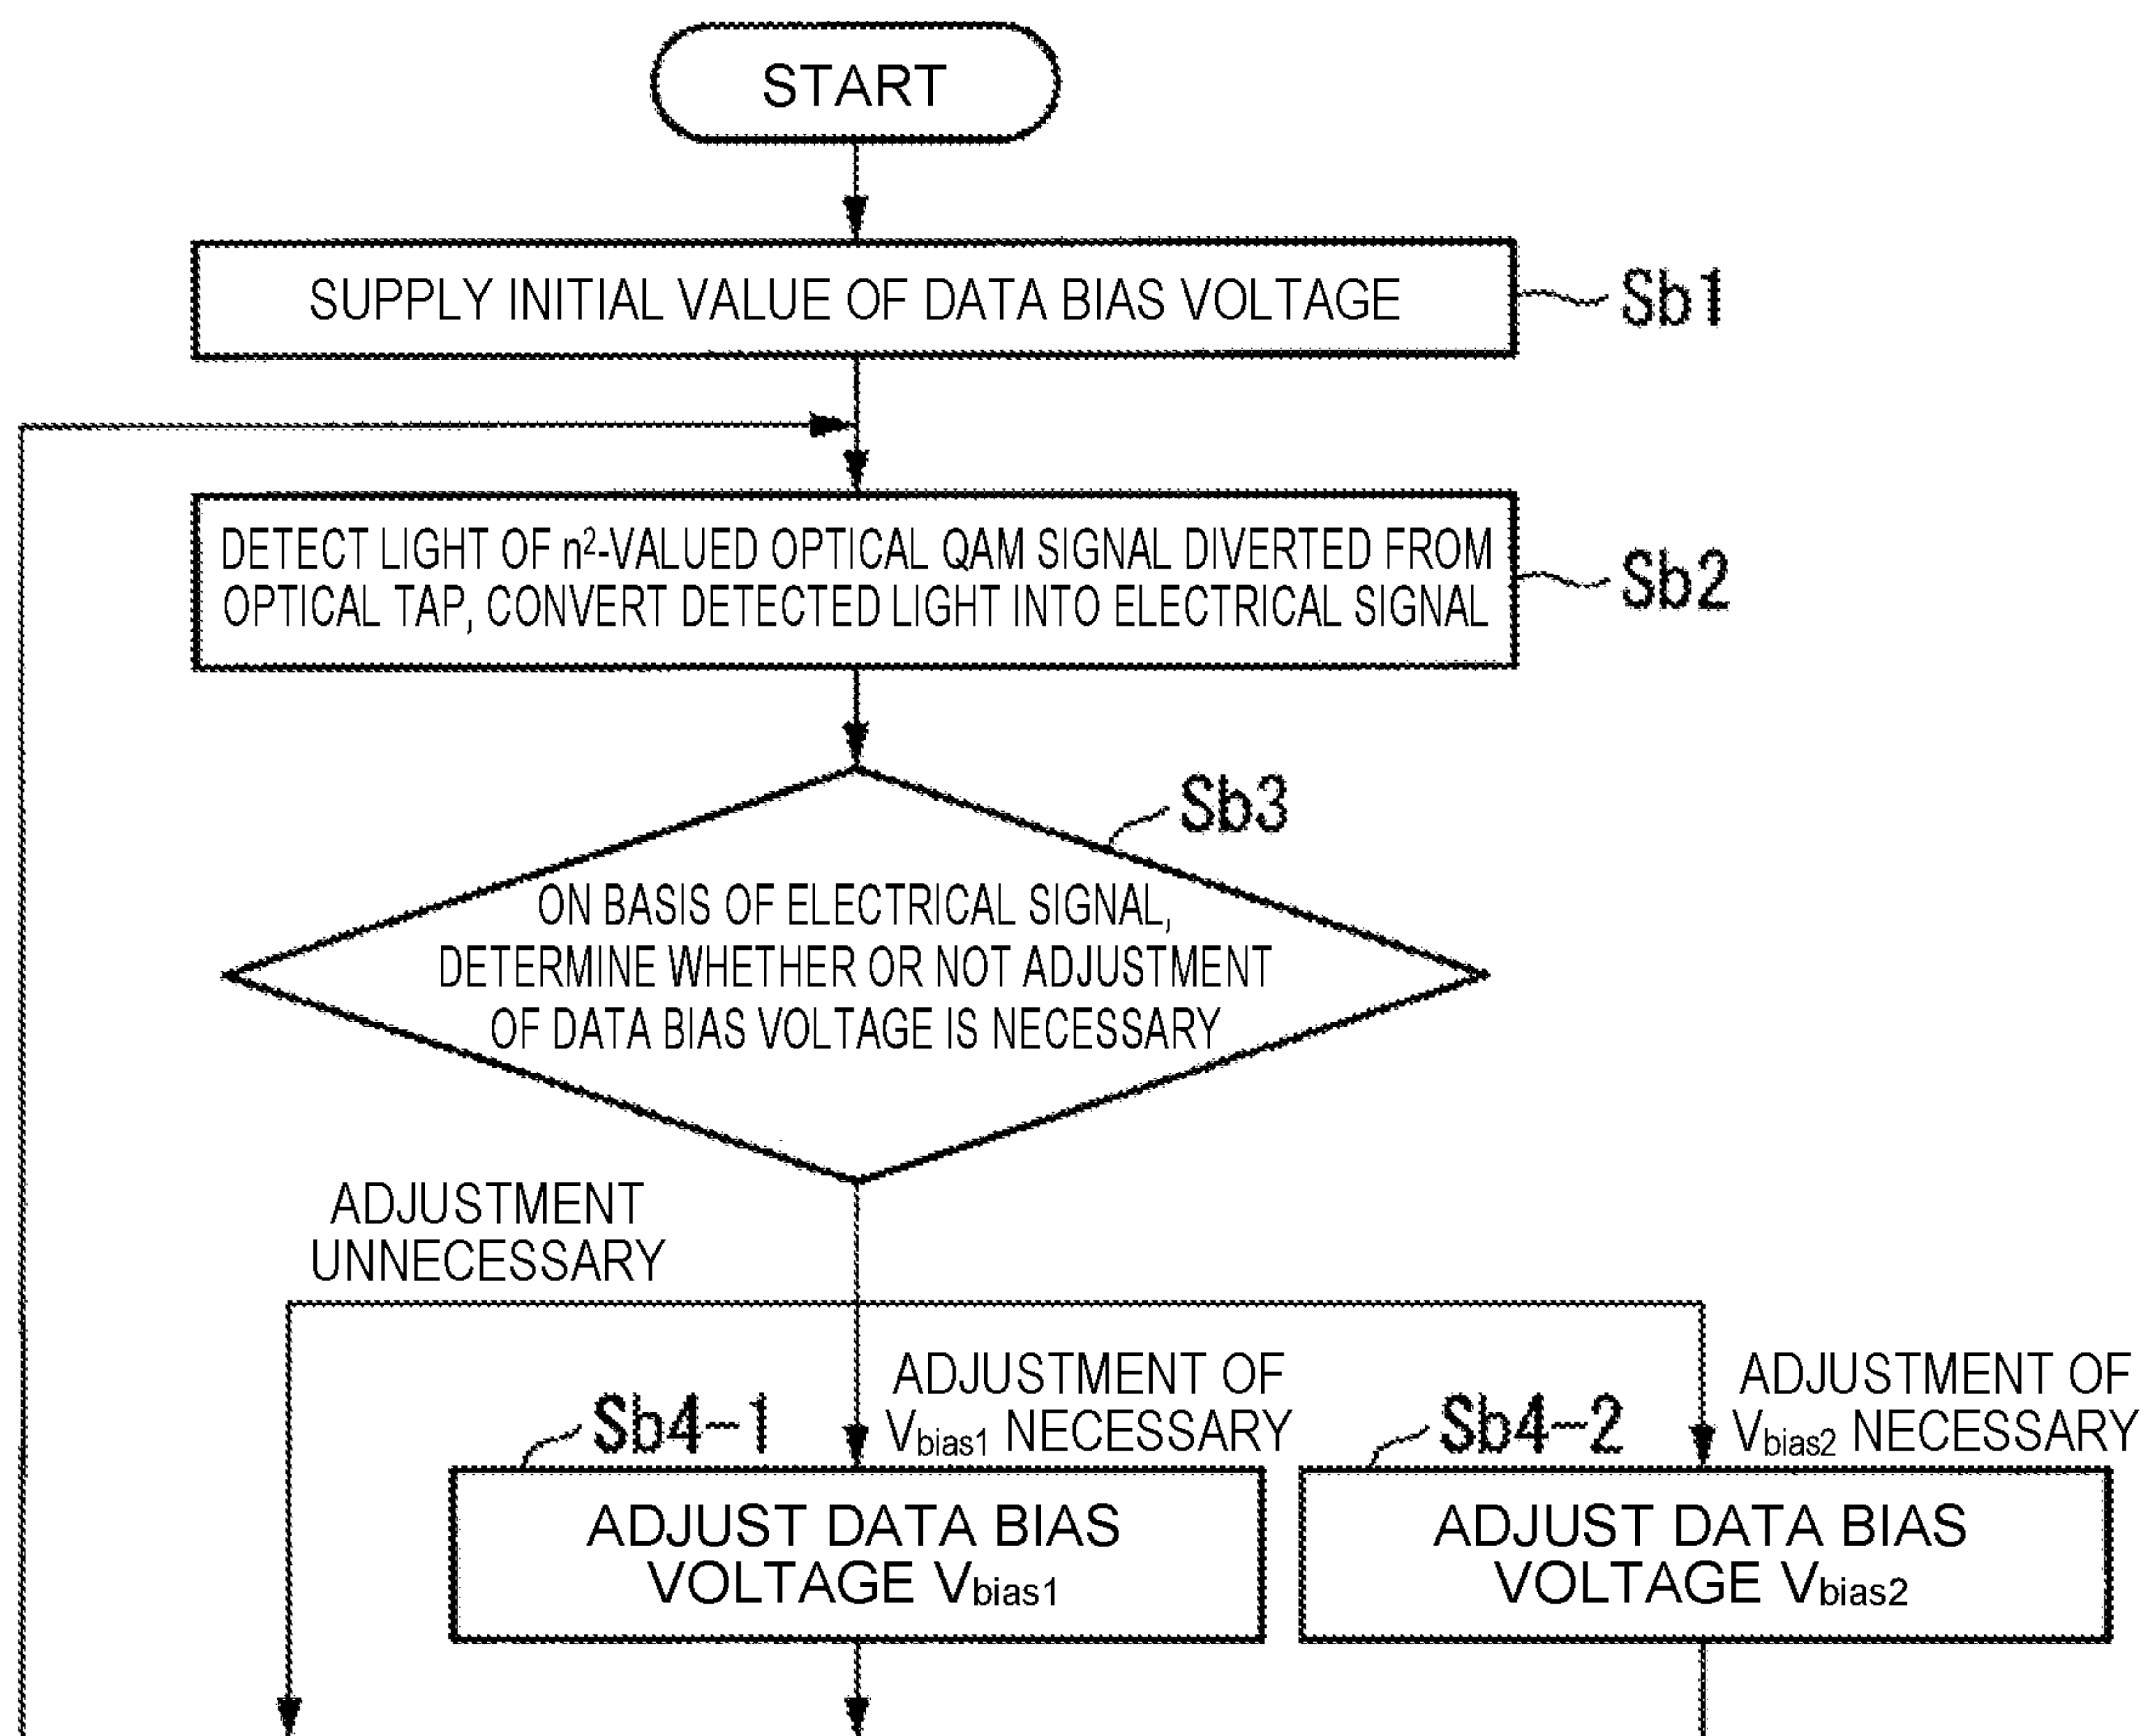 START
SUPPLY INITIAL VALUE OF DATA BIAS VOLTAGE
Sb1
DETECT LIGHT OF n²-VALUED OPTICAL QAM SIGNAL DIVERTED FROM
OPTICAL TAP, CONVERT DETECTED LIGHT INTO ELECTRICAL SIGNAL
Sb2
Sb3
ON BASIS OF ELECTRICAL SIGNAL,
DETERMINE WHETHER OR NOT ADJUSTMENT
OF DATA BIAS VOLTAGE IS NECESSARY
ADJUSTMENT
UNNECESSARY
Sb4-1
ADJUSTMENT OF
Vbias1 NECESSARY
Sb4-2
ADJUSTMENT OF
Vbias2 NECESSARY
ADJUST DATA BIAS
VOLTAGE Vbias1
ADJUST DATA BIAS
VOLTAGE Vbias2